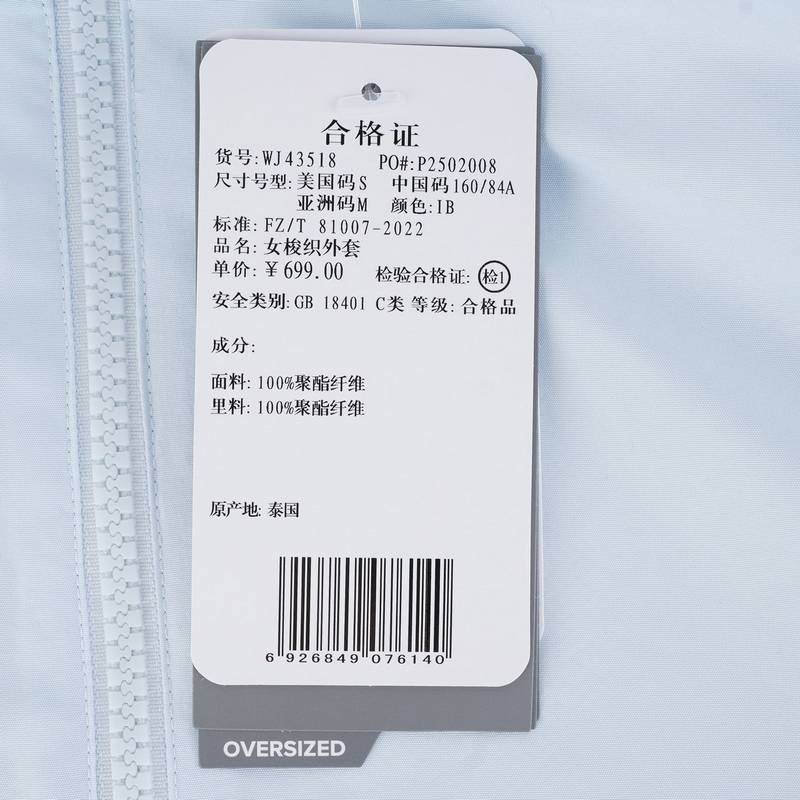 合格证
货号:WJ43518 PO#:P2502008
尺寸号型:美国码S 中国码160/84A
亚洲码M 颜色:IB
标准: FZ/T 81007-2022
品名: 女梭织外套
单价:￥699.00 检验合格证: 检1
安全类别:GB 18401 C类 等级: 合格品
成分:
面料: 100%聚酯纤维
里料: 100%聚酯纤维
原产地: 泰国
6 926849 076140
OVERSIZED